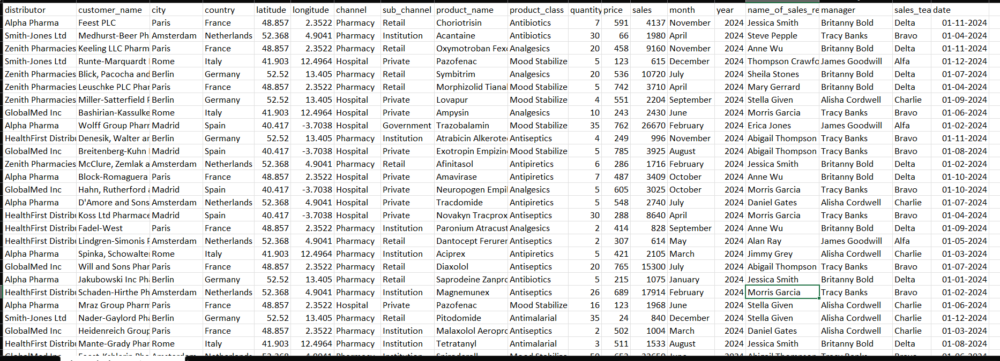 distributor customer_name city country latitude longitude channel sub_channel product_name product_class quantity price sales month year name_of_sales_re manager sales_tea date
Alpha Pharma Feest PLC Paris France 48.857 2.3522 Pharmacy Retail Choriotrisin Antibiotics 7 591 4137 November 2024 Jessica Smith Britanny Bold Delta 01-11-2024
Smith-Jones Ltd Medhurst-Beer Ph Amsterdam Netherlands 52.368 4.9041 Pharmacy Institution Acantaine Antibiotics 30 66 1980 April 2024 Steve Pepple Tracy Banks Bravo 01-04-2024
Zenith Pharmacies Keeling LLC Pharm Paris France 48.857 2.3522 Pharmacy Retail Oxymotroban Fexo Analgesics 20 458 9160 November 2024 Anne Wu Britanny Bold Delta 01-11-2024
Smith-Jones Ltd Runte-Marquardt Rome Italy 41.903 12.4964 Hospital Private Pazofenac Mood Stabilize 5 123 615 December 2024 Thompson Crawfo James Goodwill Alfa 01-12-2024
Zenith Pharmacies Blick, Pacocha and Berlin Germany 52.52 13.405 Pharmacy Retail Symbitrim Analgesics 20 536 10720 July 2024 Sheila Stones Britanny Bold Delta 01-07-2024
Zenith Pharmacies Leuschke PLC Phar Paris France 48.857 2.3522 Pharmacy Retail Morphizolid Tiana Mood Stabilize 5 742 3710 April 2024 Mary Gerrard Britanny Bold Delta 01-04-2024
Zenith Pharmacies Miller-Satterfield P Berlin Germany 52.52 13.405 Hospital Private Lovapur Mood Stabilize 4 551 2204 September 2024 Stella Given Alisha Cordwell Charlie 01-09-2024
GlobalMed Inc Bashirian-Kassulke Rome Italy 41.903 12.4964 Hospital Private Ampysin Analgesics 10 243 2430 June 2024 Morris Garcia Tracy Banks Bravo 01-06-2024
Alpha Pharma Wolff Group Pharr Madrid Spain 40.417 -3.7038 Hospital Government Trazobalamin Mood Stabilize 35 762 26670 February 2024 Erica Jones James Goodwill Alfa 01-02-2024
HealthFirst Distribu Denesik, Walter ar Berlin Germany 52.52 13.405 Pharmacy Institution Atrabicin Alkerote Antiseptics 4 249 996 November 2024 Abigail Thompson Tracy Banks Bravo 01-11-2024
GlobalMed Inc Breitenberg-Kuhn Madrid Spain 40.417 -3.7038 Hospital Private Exotropin Empizin Mood Stabilize 5 785 3925 August 2024 Abigail Thompson Tracy Banks Bravo 01-08-2024
Zenith Pharmacies McClure, Zemlak a Amsterdam Netherlands 52.368 4.9041 Pharmacy Retail Afinitasol Antipiretics 6 286 1716 February 2024 Jessica Smith Britanny Bold Delta 01-02-2024
Alpha Pharma Block-Romaguera Paris France 48.857 2.3522 Hospital Private Amavirase Antipiretics 7 487 3409 October 2024 Anne Wu Britanny Bold Delta 01-10-2024
GlobalMed Inc Hahn, Rutherford a Madrid Spain 40.417 -3.7038 Hospital Private Neuropogen Empi Analgesics 5 605 3025 October 2024 Morris Garcia Tracy Banks Bravo 01-10-2024
Alpha Pharma D'Amore and Sons Amsterdam Netherlands 52.368 4.9041 Hospital Private Tracdomide Antipiretics 5 548 2740 July 2024 Daniel Gates Alisha Cordwell Charlie 01-07-2024
HealthFirst Distribu Koss Ltd Pharmace Madrid Spain 40.417 -3.7038 Hospital Private Novakyn Tracprox Antiseptics 30 288 8640 April 2024 Morris Garcia Tracy Banks Bravo 01-04-2024
HealthFirst Distribu Fadel-West Paris France 48.857 2.3522 Pharmacy Institution Paronium Atracust Analgesics 2 414 828 September 2024 Anne Wu Britanny Bold Delta 01-09-2024
HealthFirst Distribu Lindgren-Simonis P Amsterdam Netherlands 52.368 4.9041 Pharmacy Institution Dantocept Ferurer Antiseptics 2 307 614 May 2024 Alan Ray James Goodwill Alfa 01-05-2024
Alpha Pharma Spinka, Schowalte Rome Italy 41.903 12.4964 Pharmacy Institution Aciprex Antipiretics 5 421 2105 March 2024 Jimmy Grey Alisha Cordwell Charlie 01-03-2024
GlobalMed Inc Will and Sons Phar Paris France 48.857 2.3522 Pharmacy Retail Diaxolol Antiseptics 20 765 15300 July 2024 Abigail Thompson Tracy Banks Bravo 01-07-2024
Alpha Pharma Jakubowski Inc Pha Berlin Germany 52.52 13.405 Pharmacy Retail Saprodeine Zanpro Antibiotics 5 215 1075 January 2024 Jessica Smith Britanny Bold Delta 01-01-2024
HealthFirst Distribu Schaden-Hirthe Ph Amsterdam Netherlands 52.368 4.9041 Pharmacy Institution Magnemunex Antiseptics 26 689 17914 February 2024 Morris Garcia Tracy Banks Bravo 01-02-2024
Alpha Pharma Mraz Group Pharm Paris France 48.857 2.3522 Hospital Private Pazofenac Mood Stabilize 16 123 1968 June 2024 Stella Given Alisha Cordwell Charlie 01-06-2024
Smith-Jones Ltd Nader-Gaylord Pha Berlin Germany 52.52 13.405 Pharmacy Retail Pitodomide Antimalarial 35 24 840 December 2024 Stella Given Alisha Cordwell Charlie 01-12-2024
GlobalMed Inc Heidenreich Group Paris France 48.857 2.3522 Pharmacy Institution Malaxolol Aeropro Antiseptics 2 502 1004 March 2024 Daniel Gates Alisha Cordwell Charlie 01-03-2024
HealthFirst Distribu Mante-Grady Phar Rome Italy 41.903 12.4964 Pharmacy Institution Tetratanyl Antimalarial 3 511 1533 August 2024 Jessica Smith Britanny Bold Delta 01-08-2024